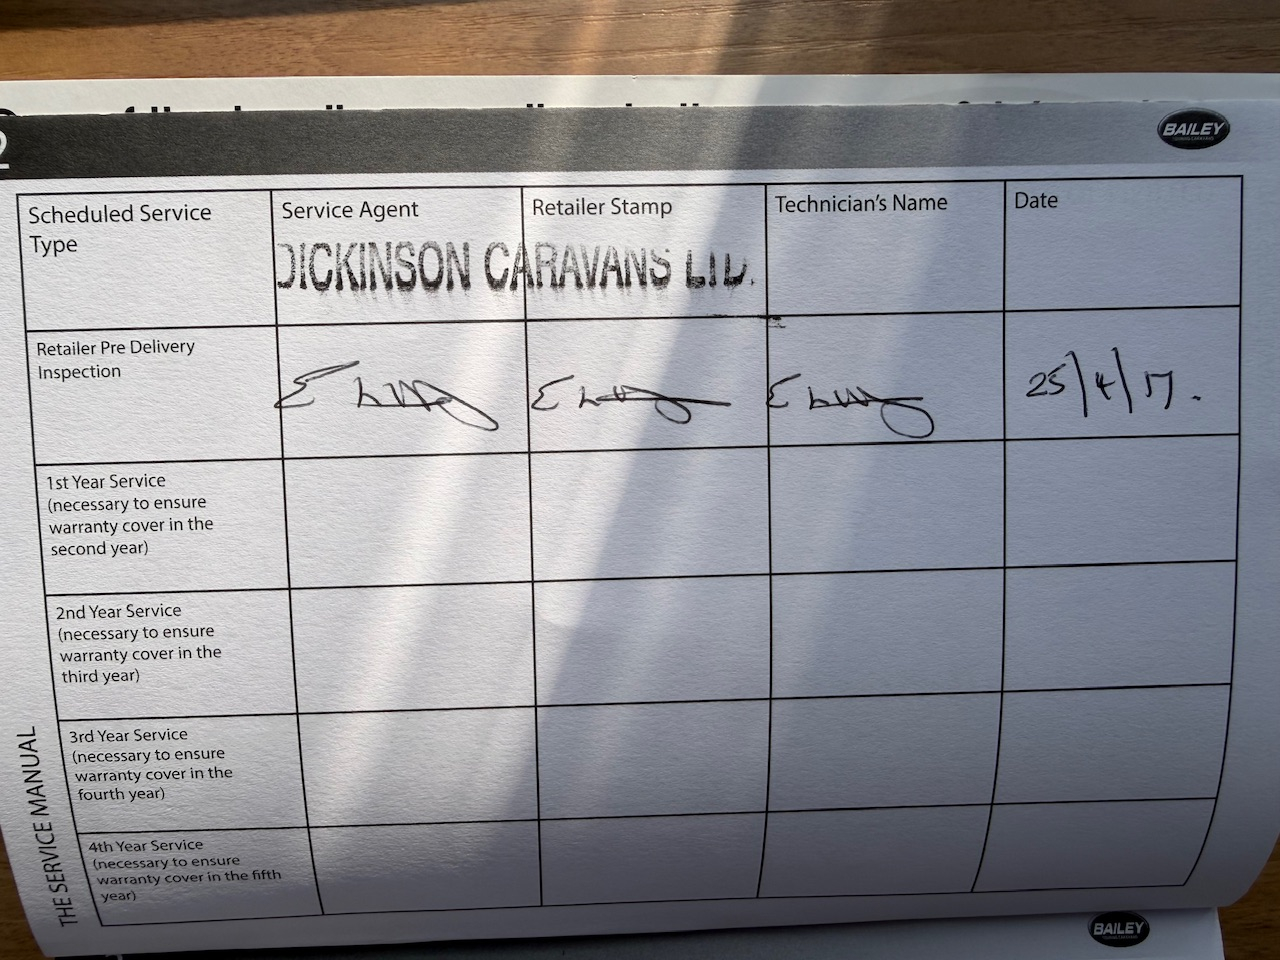 BAILEY
Scheduled Service
Type
Service Agent
Retailer Stamp
Technician's Name
Date
DICKINSON CARAVANS LTD.
Retailer Pre Delivery
Inspection
25/4/17.
1st Year Service
(necessary to ensure
warranty cover in the
second year)
2nd Year Service
(necessary to ensure
warranty cover in the
third year)
3rd Year Service
(necessary to ensure
warranty cover in the
fourth year)
4th Year Service
(necessary to ensure
warranty cover in the fifth
year)
THE SERVICE MANUAL
BAILEY